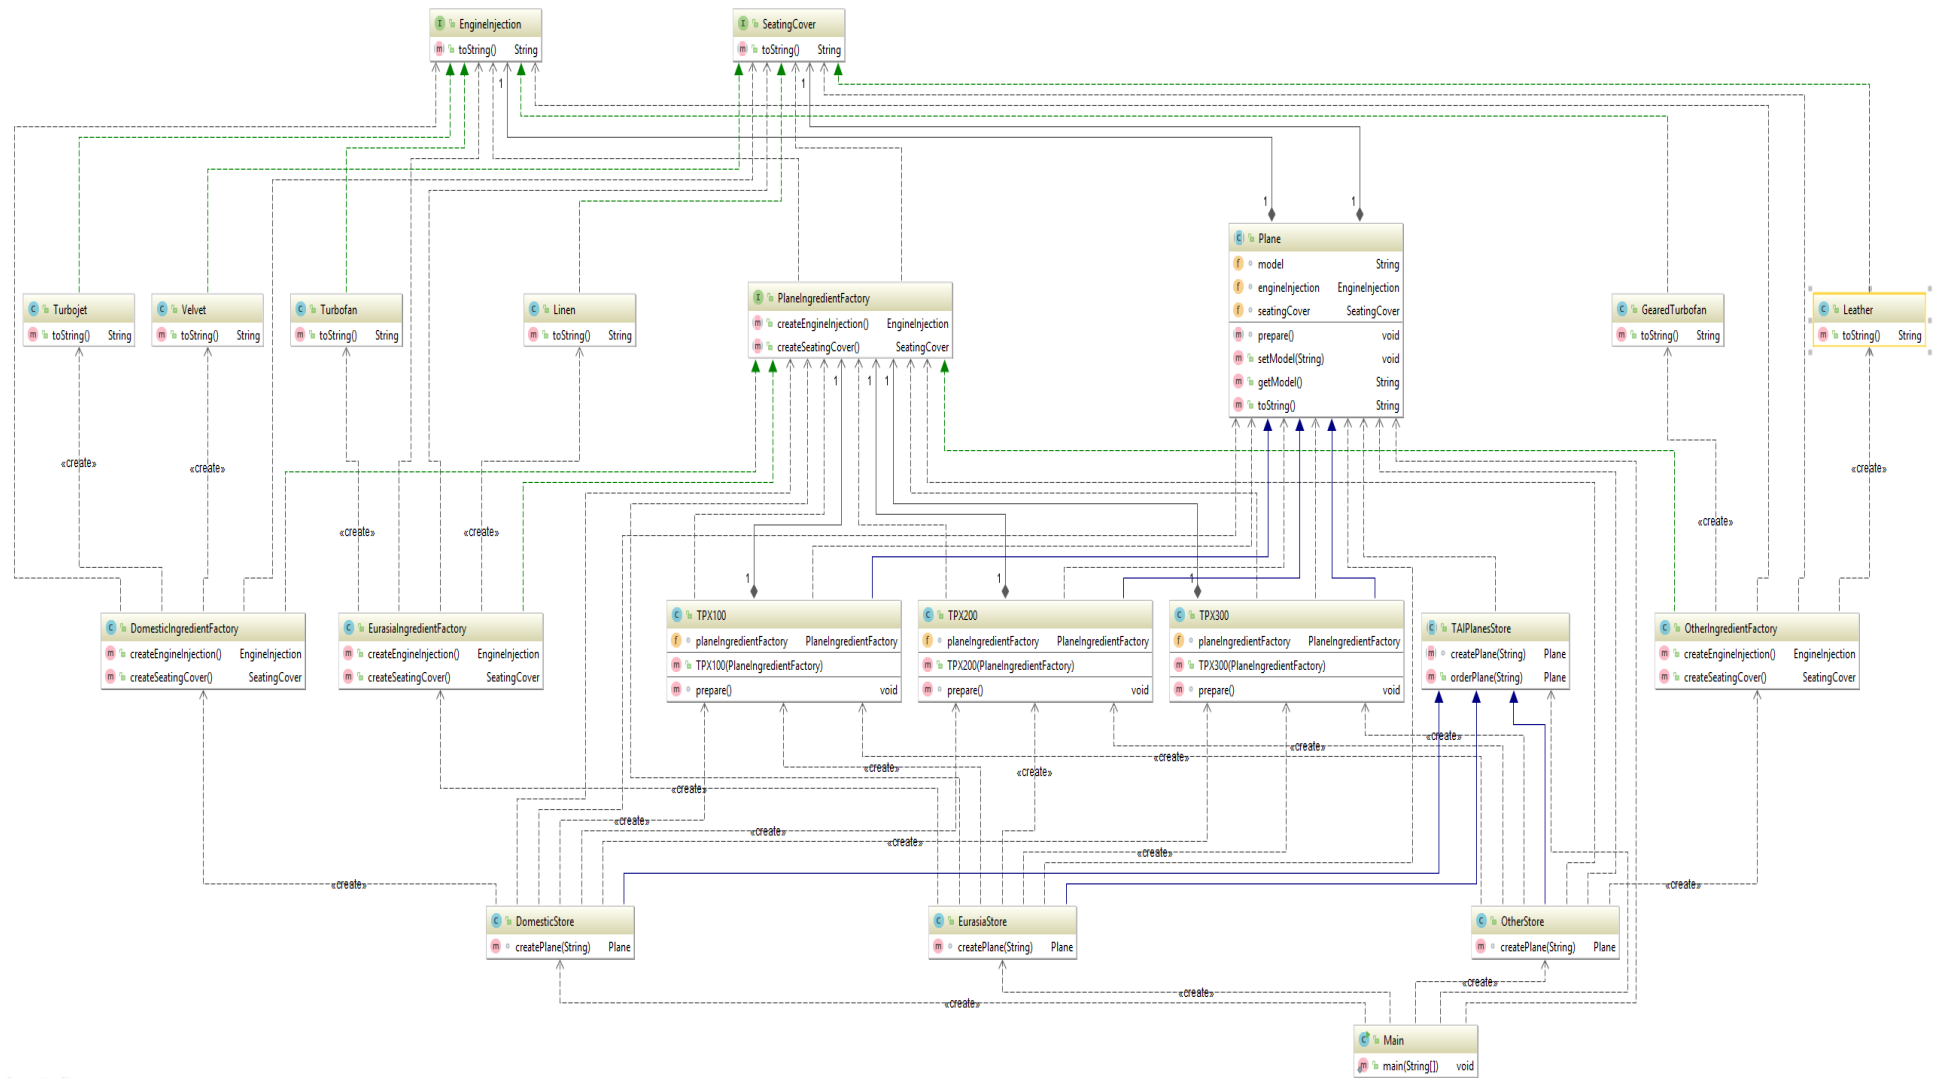 EngineInjection
toString() String
SeatingCover
toString() String
1
1
1
1
Plane
model String
engineInjection EngineInjection
seatingCover SeatingCover
prepare() void
setModel(String) void
getModel() String
toString() String
Turbojet
toString() String
Velvet
toString() String
Turbofan
toString() String
Linen
toString() String
PlaneIngredientFactory
createEngineInjection() EngineInjection
createSeatingCover() SeatingCover
GearedTurbofan
toString() String
Leather
toString() String
1
1
1
«create»
«create»
«create»
«create»
«create»
«create»
1
1
1
DomesticIngredientFactory
createEngineInjection() EngineInjection
createSeatingCover() SeatingCover
EurasiaIngredientFactory
createEngineInjection() EngineInjection
createSeatingCover() SeatingCover
TPX100
planeIngredientFactory PlaneIngredientFactory
TPX100(PlaneIngredientFactory)
prepare() void
TPX200
planeIngredientFactory PlaneIngredientFactory
TPX200(PlaneIngredientFactory)
prepare() void
TPX300
planeIngredientFactory PlaneIngredientFactory
TPX300(PlaneIngredientFactory)
prepare() void
TAIPlanesStore
createPlane(String) Plane
orderPlane(String) Plane
OtherIngredientFactory
createEngineInjection() EngineInjection
createSeatingCover() SeatingCover
«create»
«create»
«create»
«create»
«create»
«create»
«create»
«create»
«create»
«create»
«create»
«create»
DomesticStore
createPlane(String) Plane
EurasiaStore
createPlane(String) Plane
OtherStore
createPlane(String) Plane
«create»
«create»
«create»
Main
main(String[]) void